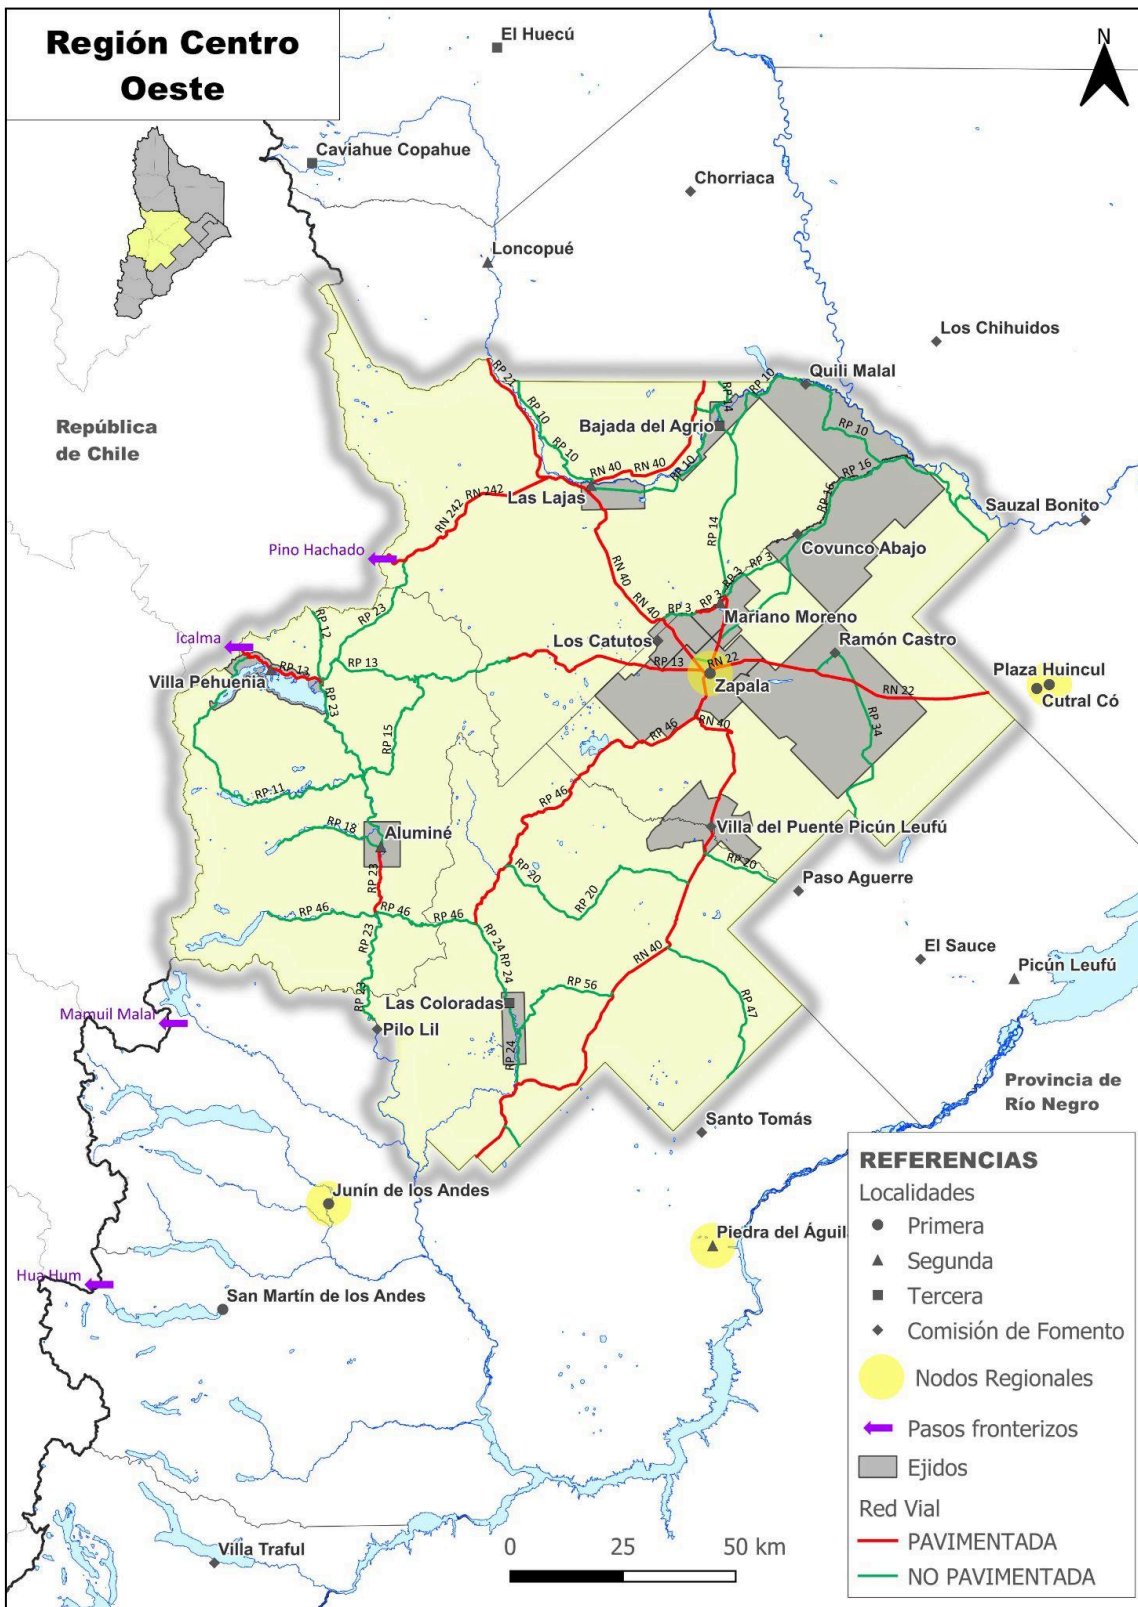 Región Centro
Oeste
N
El Huecú
Caviahue Copahue
Chorriaca
Loncopué
Los Chihuidos
República
de Chile
Quili Malal
RP 21
RP 10
RP 14
RP 10
Bajada del Agrio
RP 10
RP 10
RN 40
RN 40
RP 10
RP 16
Las Lajas
RN 242
RN 242
RP 16
Sauzal Bonito
RP 14
Pino Hachado
Covunco Abajo
RN 40
RP 3
RP 3
RP 23
RP 12
RN 40
RP 3
RP 3
Mariano Moreno
Icalma
Los Catutos
Ramón Castro
RP 13
RP 13
RN 22
RP 13
Villa Pehuenia
Zapala
Plaza Huincul
Cutral Có
RN 22
RP 23
RP 15
RP 46
RN 40
RP 34
RP 11
RP 46
RP 18
Aluminé
Villa del Puente Picún Leufú
RP 23
RP 20
RP 20
RP 20
Paso Aguerre
RP 46
RP 46
RP 46
RP 23
RP 24
RN 40
El Sauce
Picún Leufú
RP 24
RP 56
RP 23
Las Coloradas
RP 47
Mamuil Malal
Pilo Lil
RP 24
Provincia de
Río Negro
Santo Tomás
Junín de los Andes
Piedra del Águil
Hua Hum
San Martín de los Andes
Villa Traful
REFERENCIAS
Localidades
Primera
Segunda
Tercera
Comisión de Fomento
Nodos Regionales
Pasos fronterizos
Ejidos
Red Vial
PAVIMENTADA
NO PAVIMENTADA
0 25 50 km